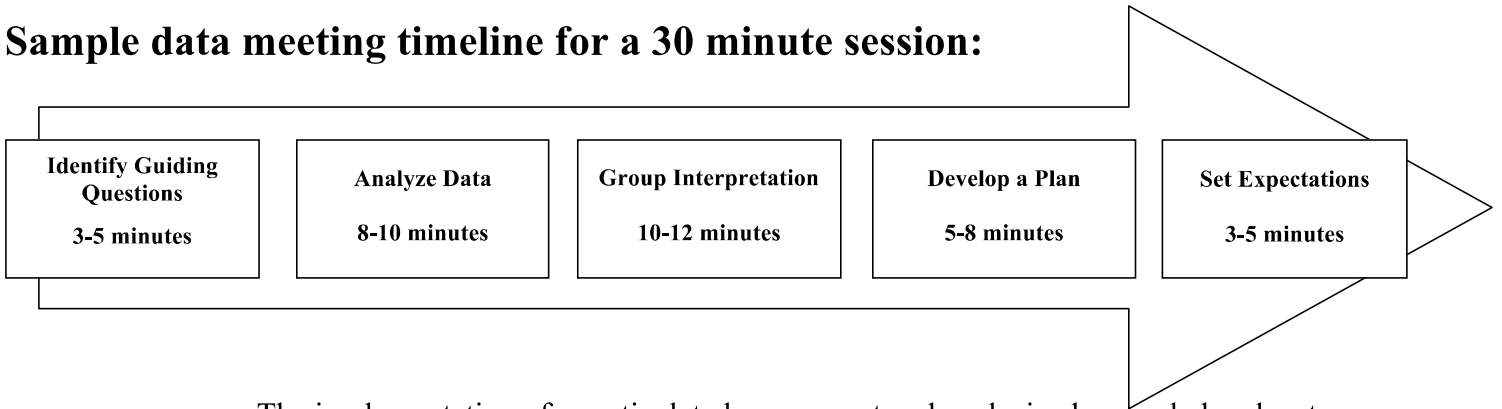 Sample data meeting timeline for a 30 minute session:
Identify Guiding
Questions
3-5 minutes
Analyze Data
8-10 minutes
Group Interpretation
10-12 minutes
Develop a Plan
5-8 minutes
Set Expectations
3-5 minutes